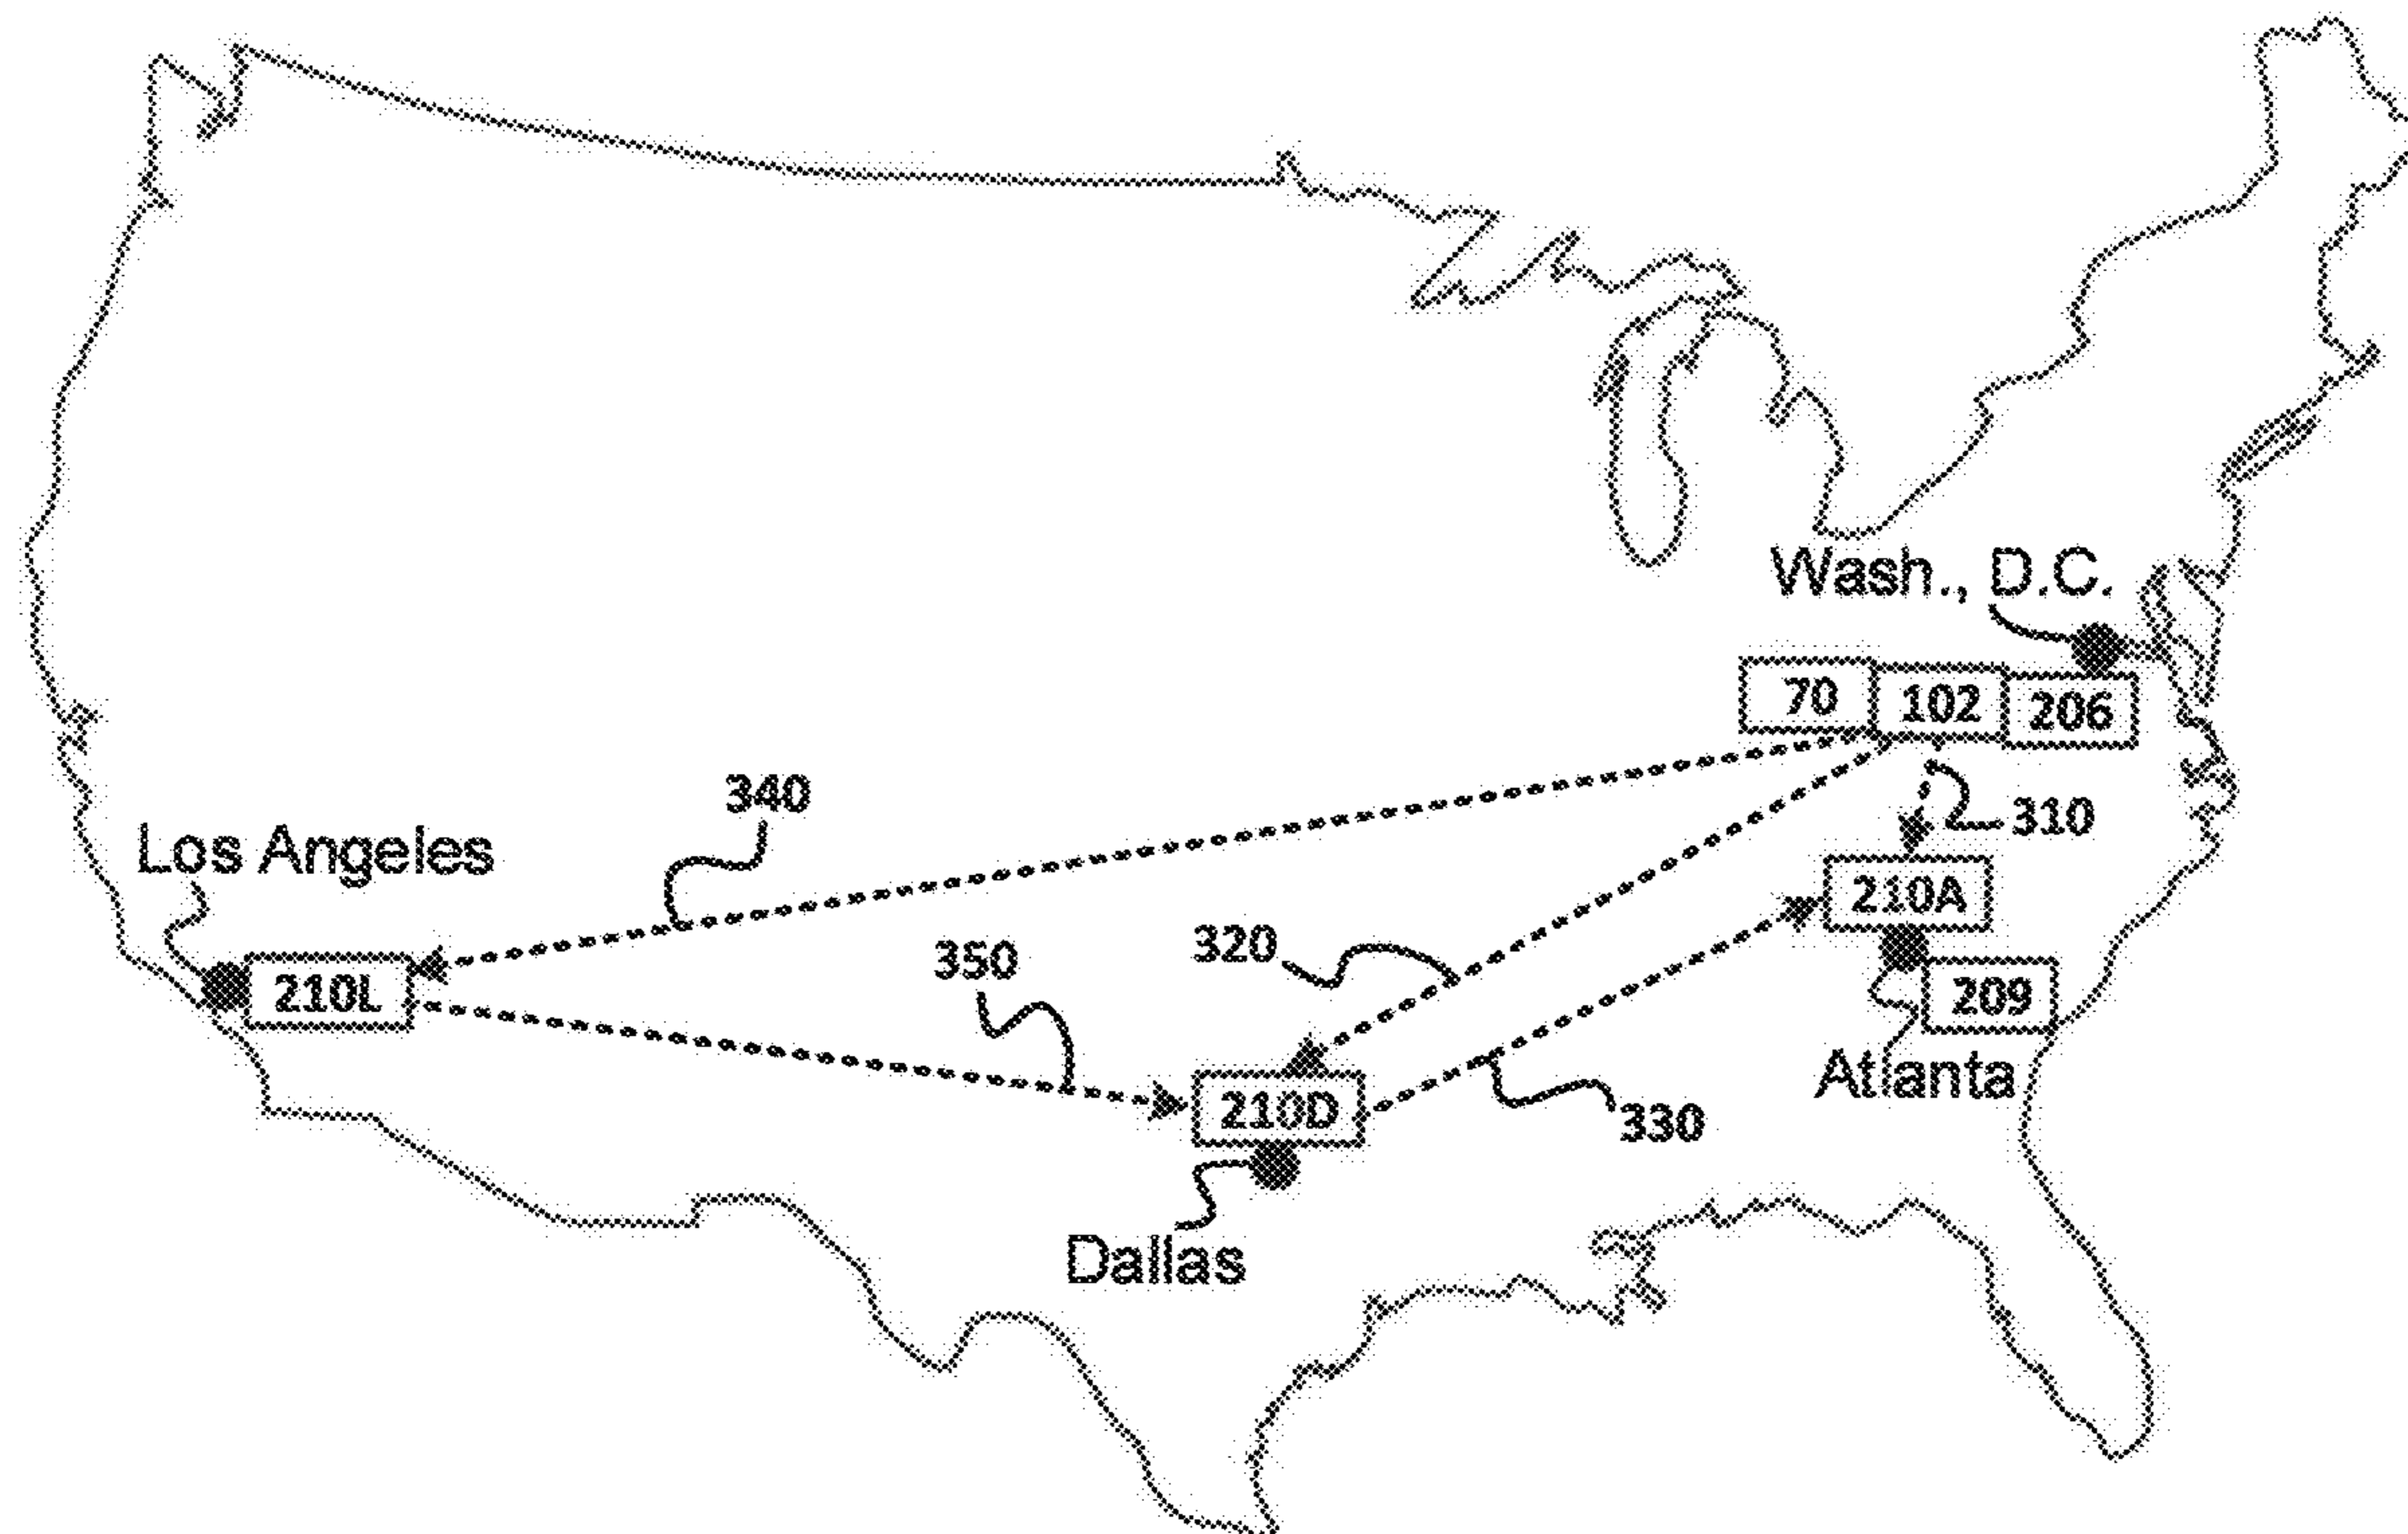 Wash., D.C.
70
102
206
340
310
Los Angeles
210A
350
320
210L
209
Atlanta
210D
330
Dallas